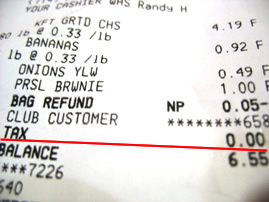 YOUR CASHIER WAS Randy H
KFT GRTD CHS 4.19 F
80 lb @ 0.33 /lb
BANANAS 0.92 F
lb @ 0.33 /lb
ONIONS YLW 0.49 F
PRSL BRWNIE 1.00 F
BAG REFUND NP 0.05-
CLUB CUSTOMER ********658
TAX 0.00
BALANCE 6.55
***7226
640